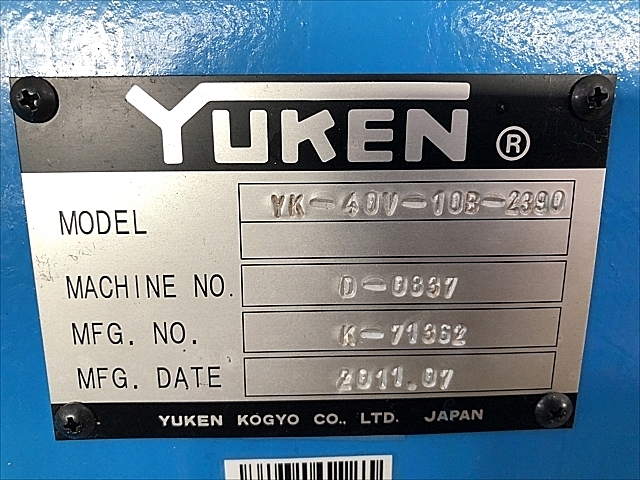 YUKEN ®
MODEL YK-40V-10B-2390
MACHINE NO. D-0837
MFG. NO. K-71362
MFG. DATE 2011.07
YUKEN KOGYO CO., LTD. JAPAN